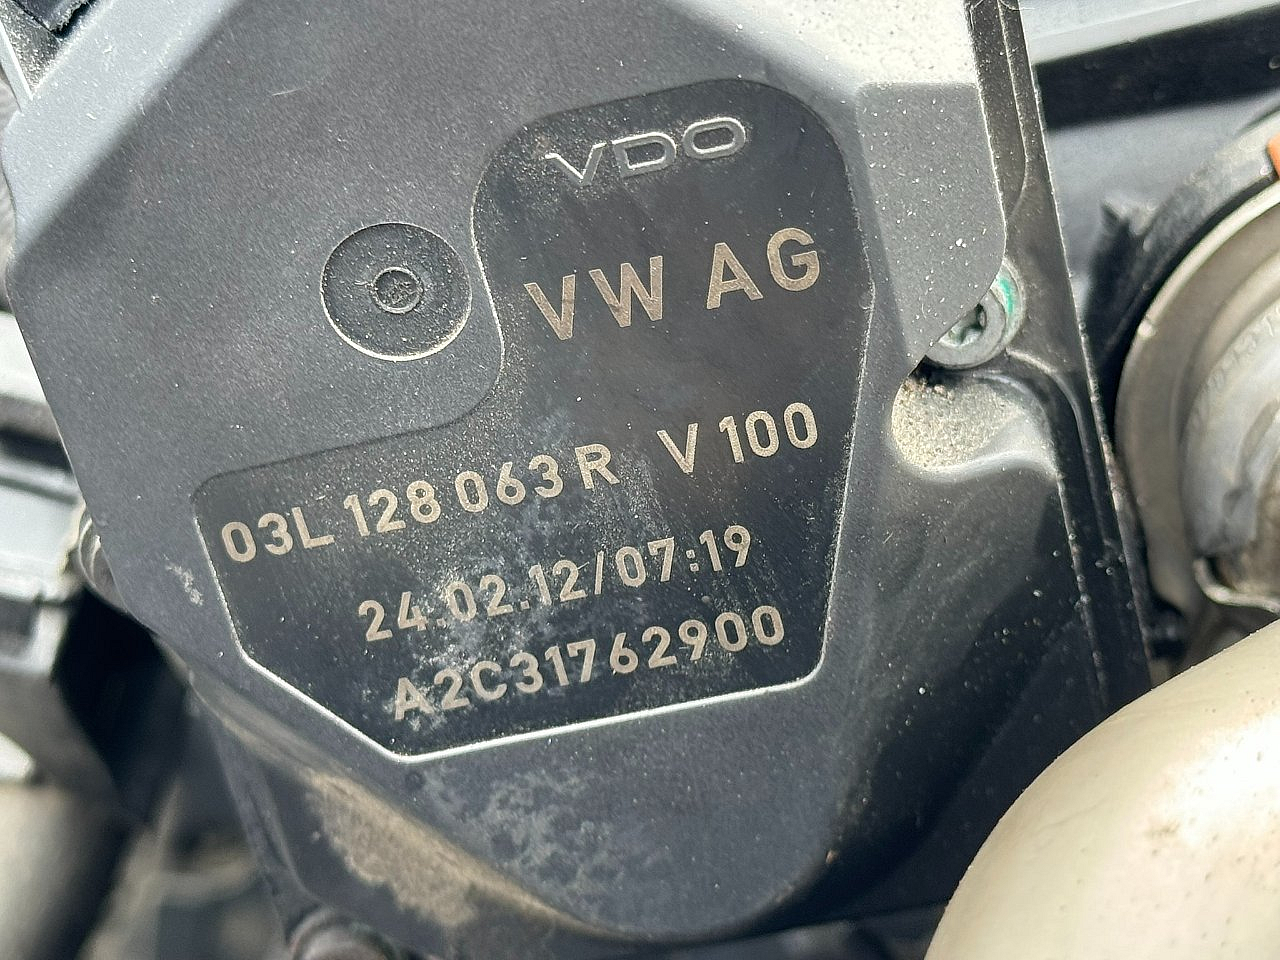 VDO
VW AG
03L 128 063 R V 100
24.02.12/07:19
A2C31762900